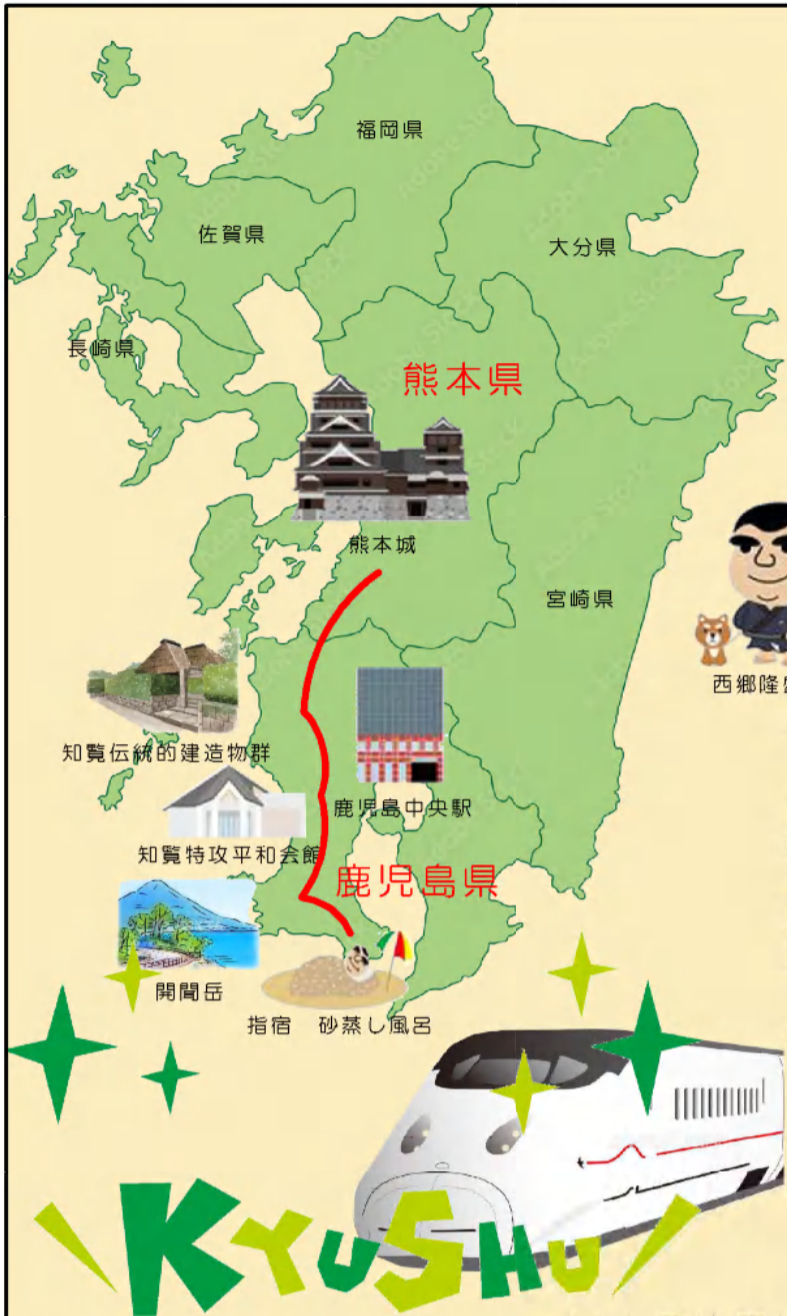 福岡県
佐賀県
大分県
長崎県
熊本県
熊本城
宮崎県
西郷隆
知覧伝統的建造物群
鹿児島中央駅
知覧特攻平和会館
鹿児島県
開聞岳
指宿　砂蒸し風呂
KYUSHU